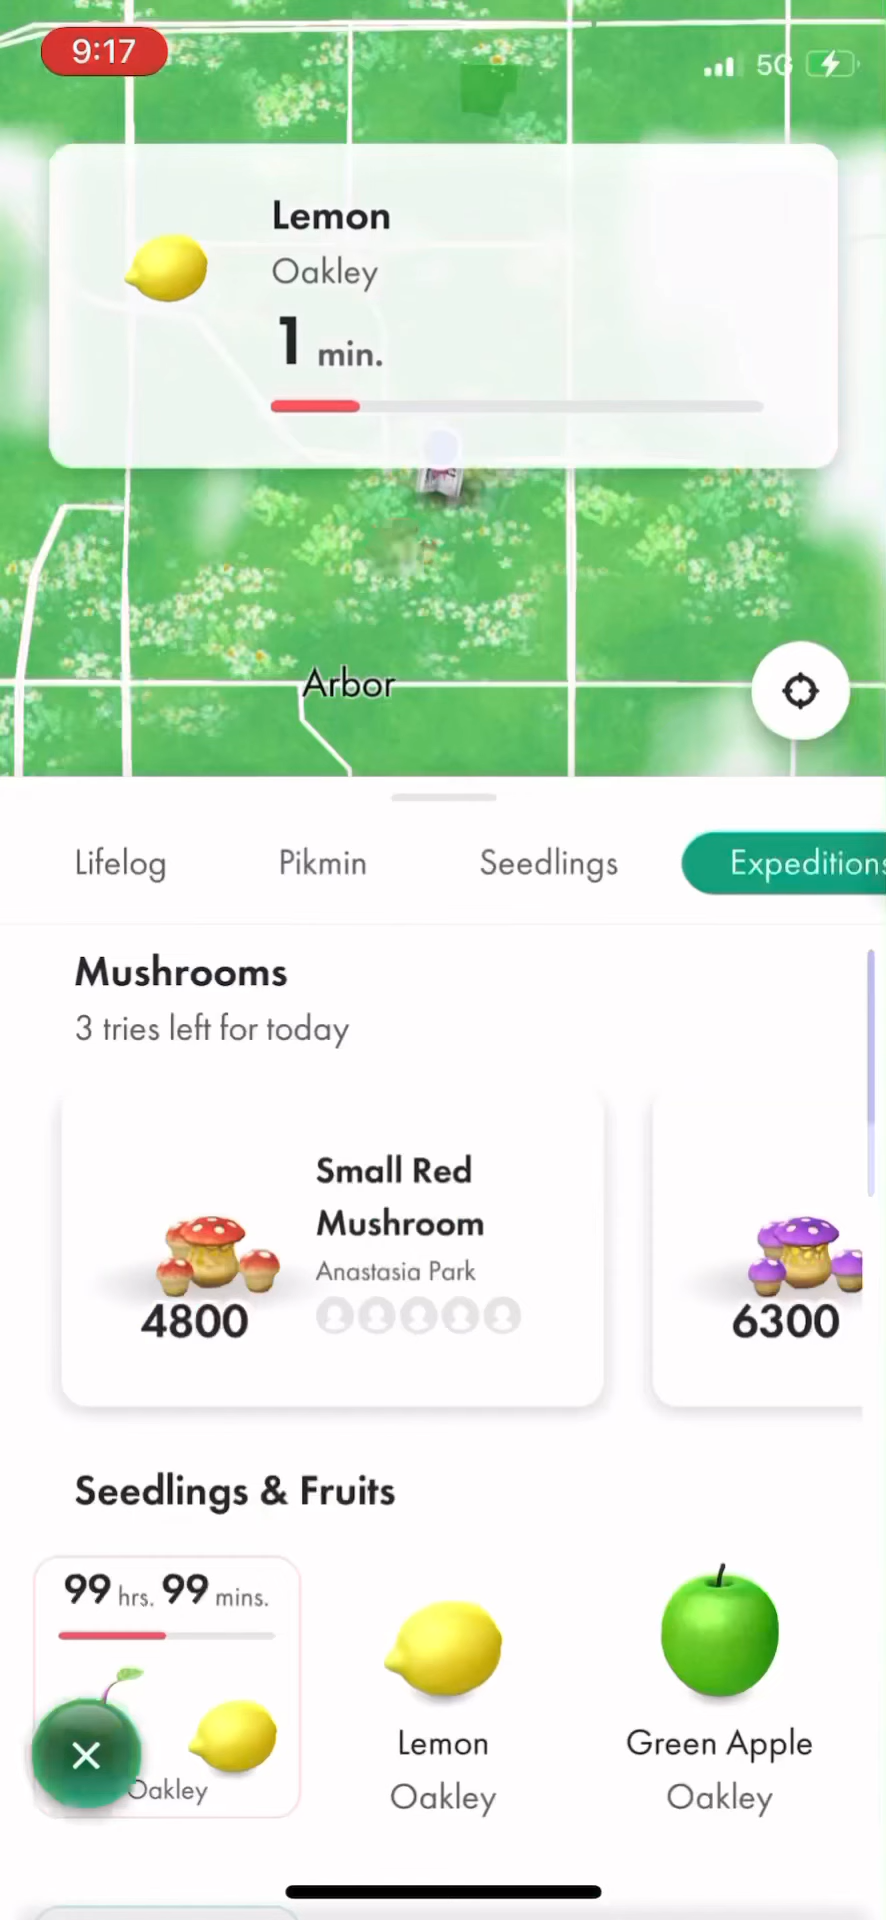 9:17
5G
Lemon
Oakley
1 min.
Arbor
Lifelog Pikmin Seedlings Expeditions
Mushrooms
3 tries left for today
Small Red
Mushroom
Anastasia Park
4800
6300
Seedlings & Fruits
99 hrs. 99 mins.
Oakley
Lemon
Oakley
Green Apple
Oakley